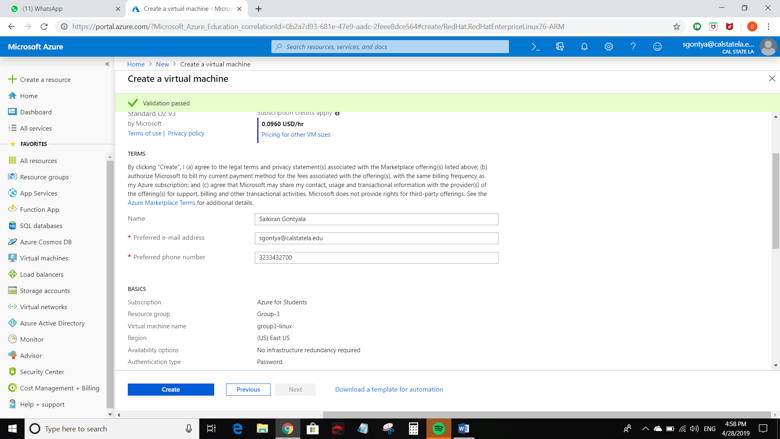 (11) WhatsApp
Create a virtual machine - Micros
https://portal.azure.com/?Microsoft_Azure_Education_correlationId=0b2a7d93-681e-47e9-aadc-2feee8dce564#create/RedHat.RedHatEnterpriseLinux76-ARM
Microsoft Azure
Search resources, services, and docs
sgontya@calstatela.e...
CAL STATE LA
Home > New > Create a virtual machine
Create a virtual machine
Create a resource
Home
Dashboard
All services
FAVORITES
All resources
Resource groups
App Services
Function App
SQL databases
Azure Cosmos DB
Virtual machines
Load balancers
Storage accounts
Virtual networks
Azure Active Directory
Monitor
Advisor
Security Center
Cost Management + Billing
Help + support
Validation passed
Standard D2 v3
by Microsoft
Terms of use | Privacy policy
Subscription credits apply
0.0960 USD/hr
Pricing for other VM sizes
TERMS
By clicking "Create", I (a) agree to the legal terms and privacy statement(s) associated with the Marketplace offering(s) listed above; (b)
authorize Microsoft to bill my current payment method for the fees associated with the offering(s), with the same billing frequency as
my Azure subscription; and (c) agree that Microsoft may share my contact, usage and transactional information with the provider(s) of
the offering(s) for support, billing and other transactional activities. Microsoft does not provide rights for third-party offerings. See the
Azure Marketplace Terms for additional details.
Name
Saikiran Gontyala
* Preferred e-mail address
sgontya@calstatela.edu
* Preferred phone number
3233432700
BASICS
Subscription Azure for Students
Resource group Group-3
Virtual machine name group3-linux
Region (US) East US
Availability options No infrastructure redundancy required
Authentication type Password
Create
Previous
Next
Download a template for automation
Type here to search
ENG
4:58 PM
4/28/2019